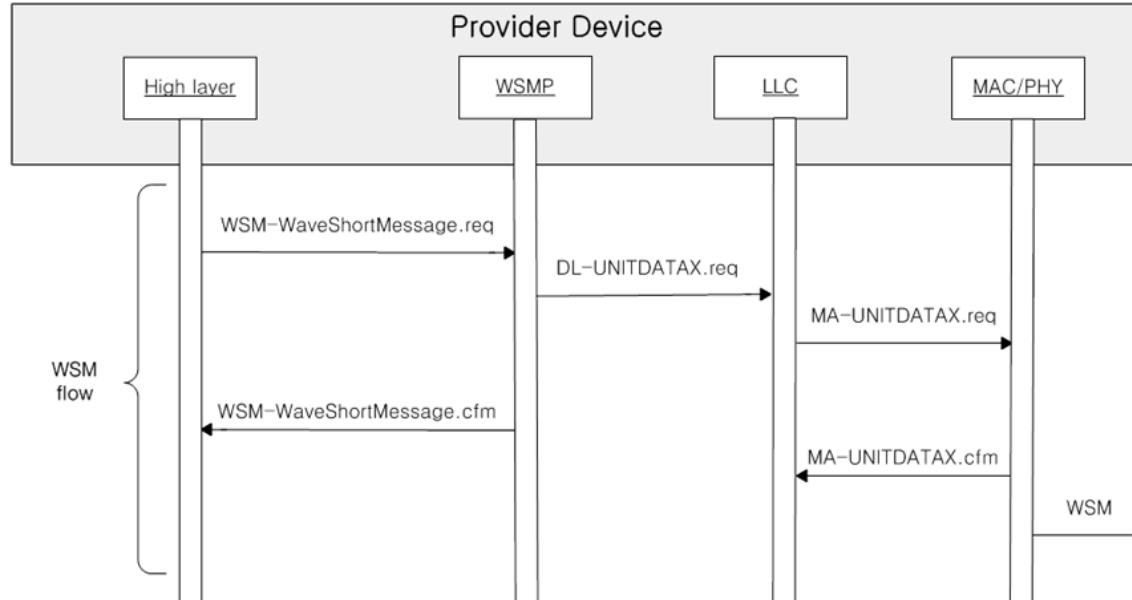 Provider Device
High layer
WSMP
LLC
MAC/PHY
WSM-WaveShortMessage.req
DL-UNITDATAX.req
MA-UNITDATAX.req
WSM
flow
WSM-WaveShortMessage.cfm
MA-UNITDATAX.cfm
WSM